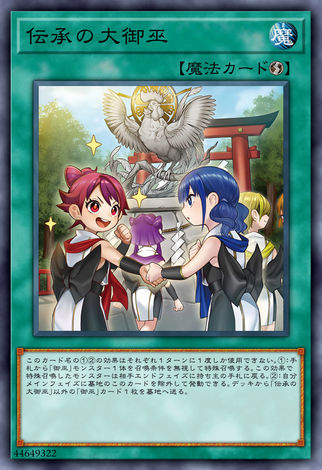 伝承の大御巫
魔
【魔法カード】
このカード名の①②の効果はそれぞれ1ターンに1度しか使用できない。①:手
札から「御巫」モンスター1体を召喚条件を無視して特殊召喚する。この効果で
特殊召喚したモンスターは相手エンドフェイズに持ち主の手札に戻る。②:自分
メインフェイズに墓地のこのカードを除外して発動できる。デッキから「伝承の
大御巫」以外の「御巫」カード1枚を墓地へ送る。
44649322